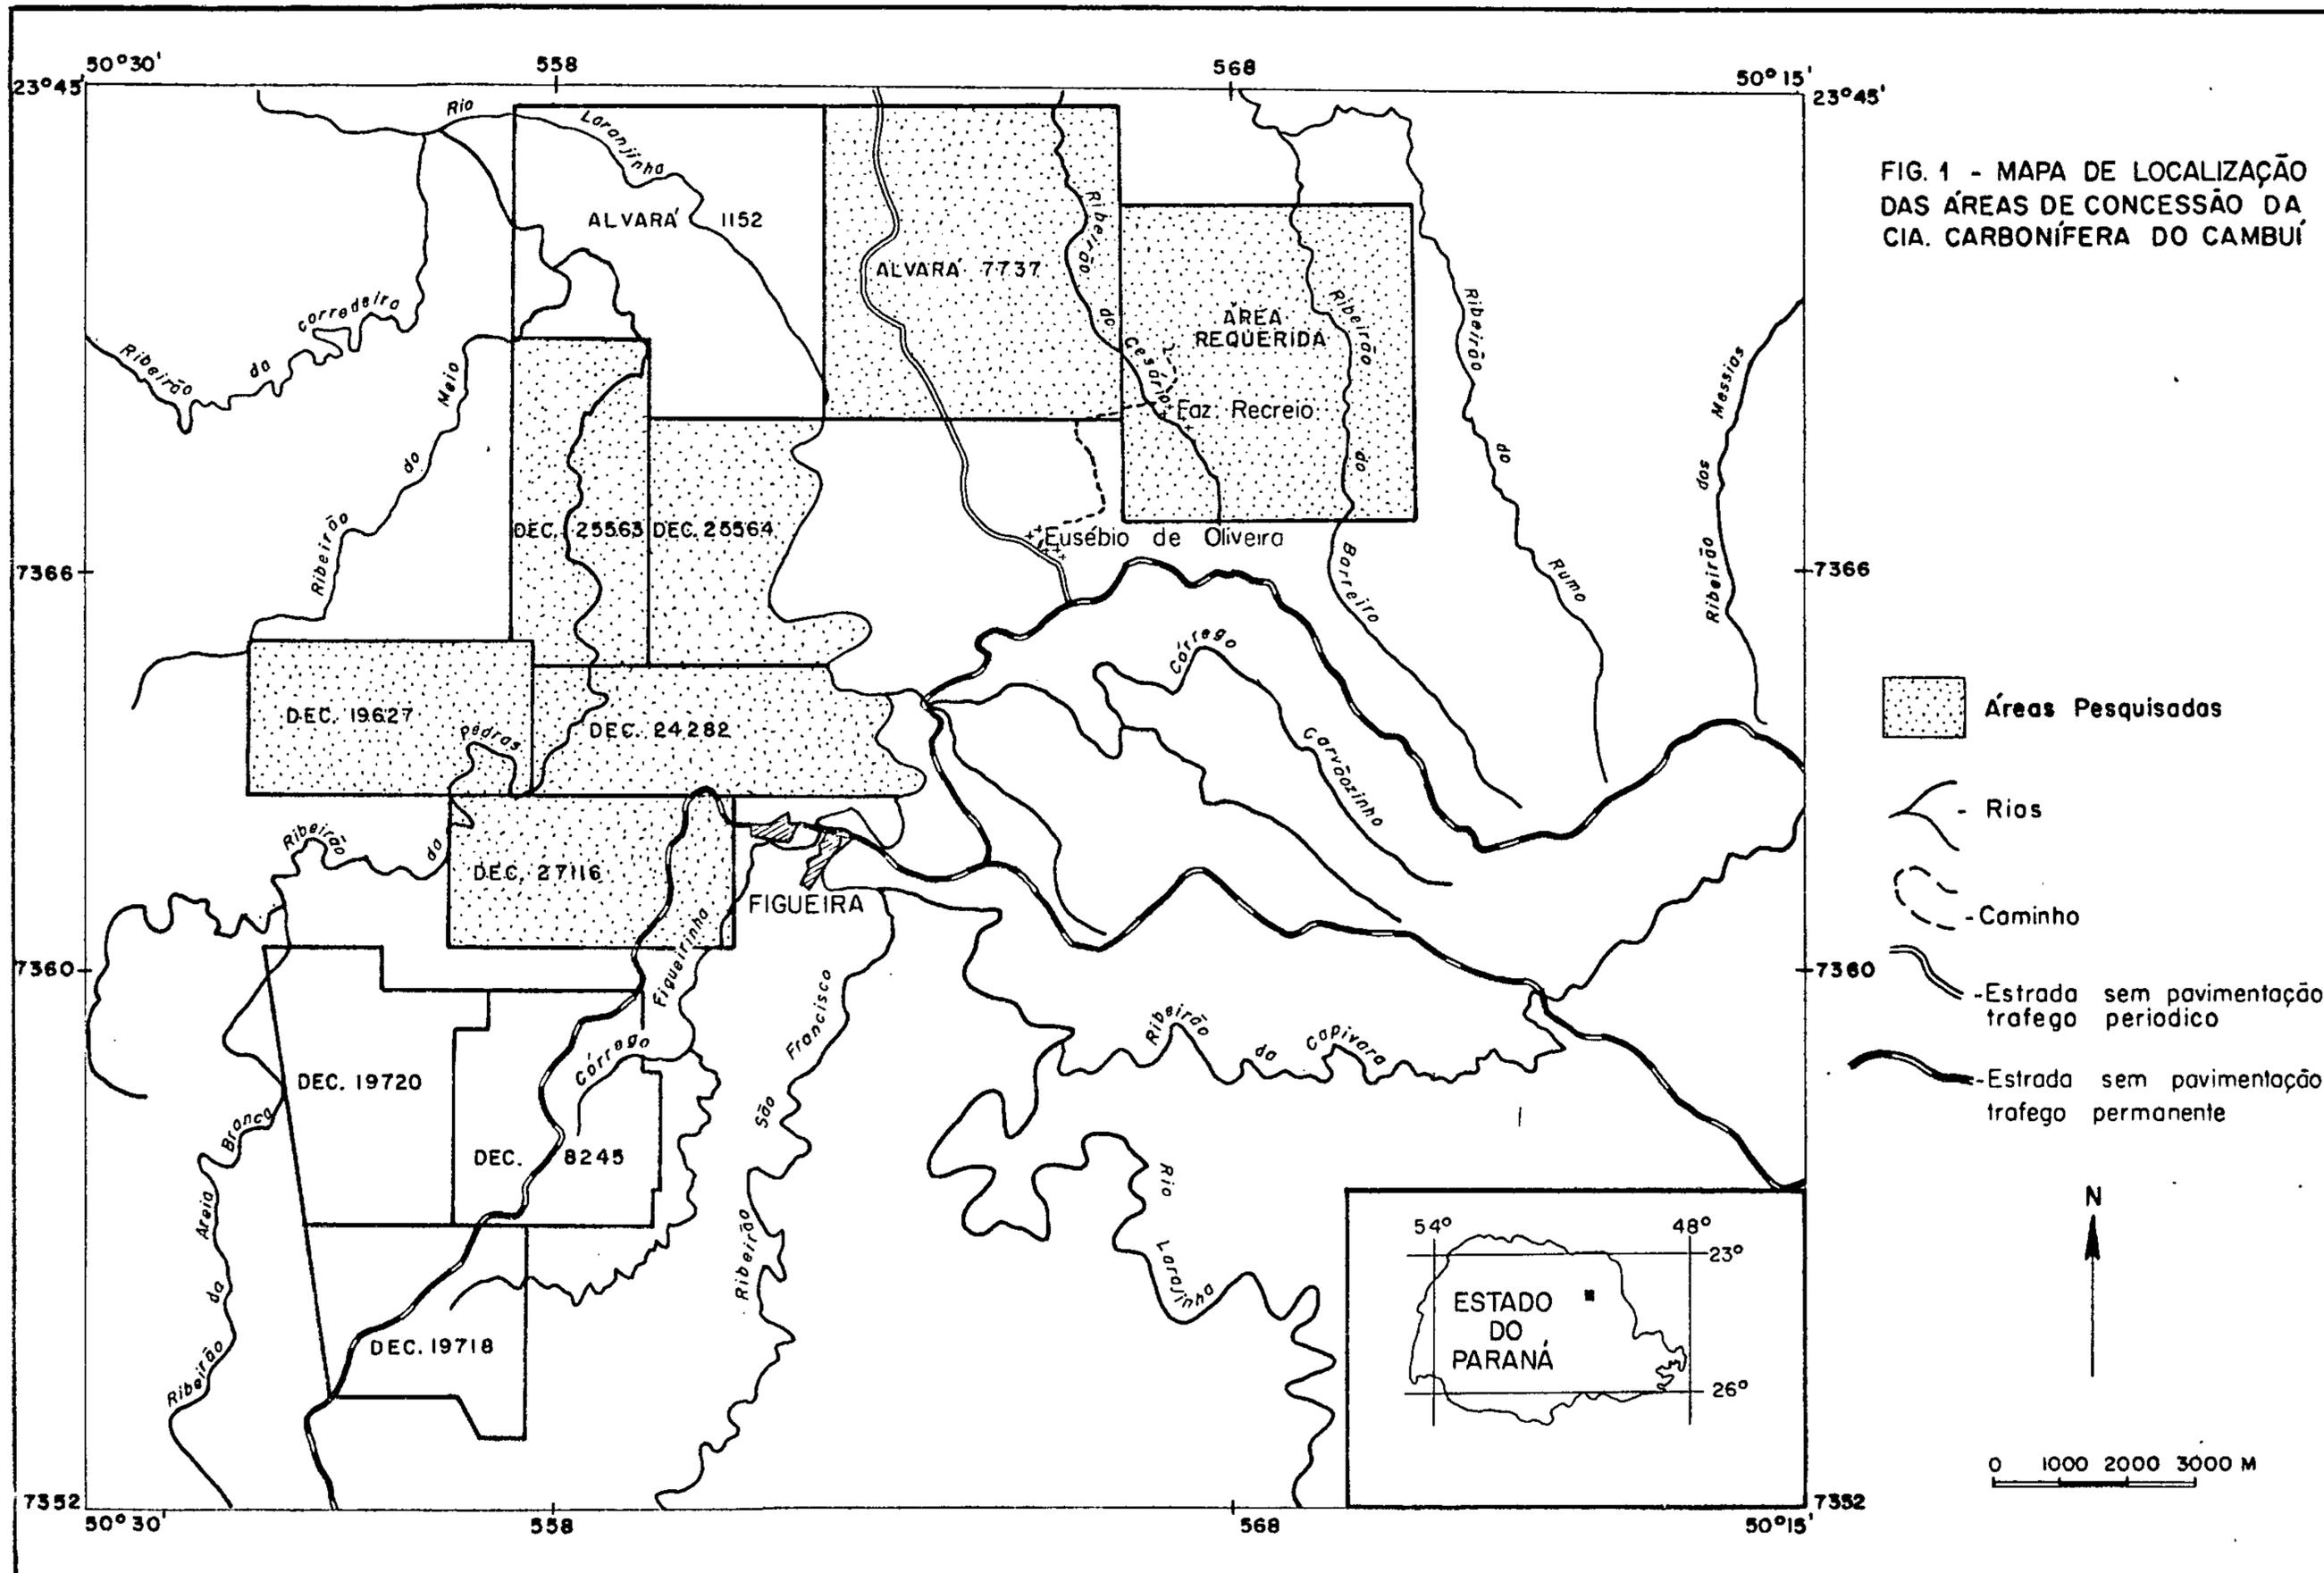 50°30'
558
568
50°15'
23°45'
23°45'
FIG. 1 - MAPA DE LOCALIZAÇÃO
DAS ÁREAS DE CONCESSÃO DA
CIA. CARBONÍFERA DO CAMBUÍ
Rio Laranjinha
ALVARÁ 1152
ALVARÁ 7737
Ribeirão do Cesário
ÁREA
REQUERIDA
Ribeirão do Barreiro
Ribeirão do Rumo
Ribeirão dos Messias
Ribeirão da Corredeira
Ribeirão do Meio
Faz. Recreio
DEC. 25563
DEC. 25564
Eusébio de Oliveira
7366
7366
Córrego Carvãozinho
DEC. 19627
DEC. 24282
Ribeirão da Pedras
DEC. 27116
FIGUEIRA
Córrego Figueirinha
7360
7360
Ribeirão São Francisco
Ribeirão da Capivara
DEC. 19720
DEC. 8245
Ribeirão da Areia Branca
DEC. 19718
Rio Laranjinha
Áreas Pesquisadas
- Rios
- Caminho
- Estrada sem pavimentação
trafego periodico
- Estrada sem pavimentação
trafego permanente
N
54°
48°
23°
26°
ESTADO
DO
PARANÁ
0 1000 2000 3000 M
7352
7352
50°30'
558
568
50°15'